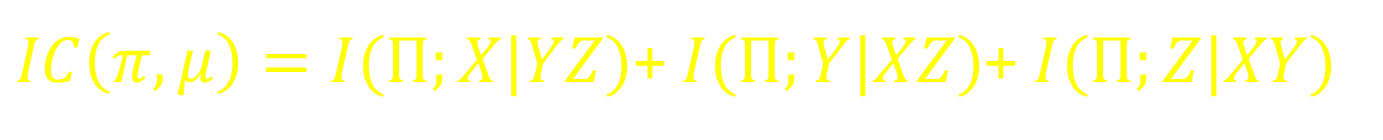 𝐼𝐶(𝜋, 𝜇) = 𝐼(Π; 𝑋|𝑌𝑍)+ 𝐼(Π; 𝑌|𝑋𝑍)+ 𝐼(Π; 𝑍|𝑋𝑌)